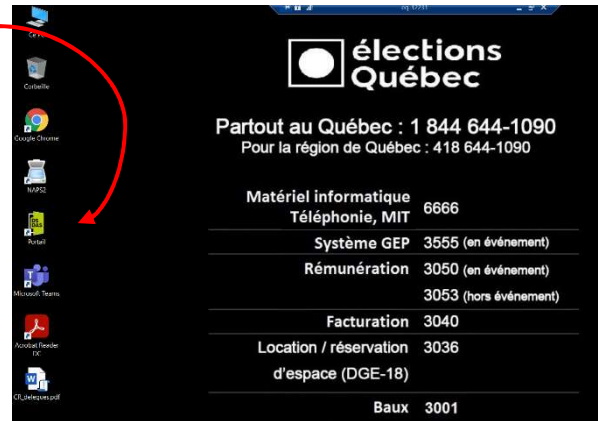 Ce PC
Corbeille
Google Chrome
NAPS2
Portail
Microsoft Teams
Acrobat Reader
DC
CR_delegues.pdf
élections
Québec
Partout au Québec : 1 844 644-1090
Pour la région de Québec : 418 644-1090
Matériel informatique
Téléphonie, MIT 6666
Système GEP 3555 (en événement)
Rémunération 3050 (en événement)
3053 (hors événement)
Facturation 3040
Location / réservation 3036
d'espace (DGE-18)
Baux 3001